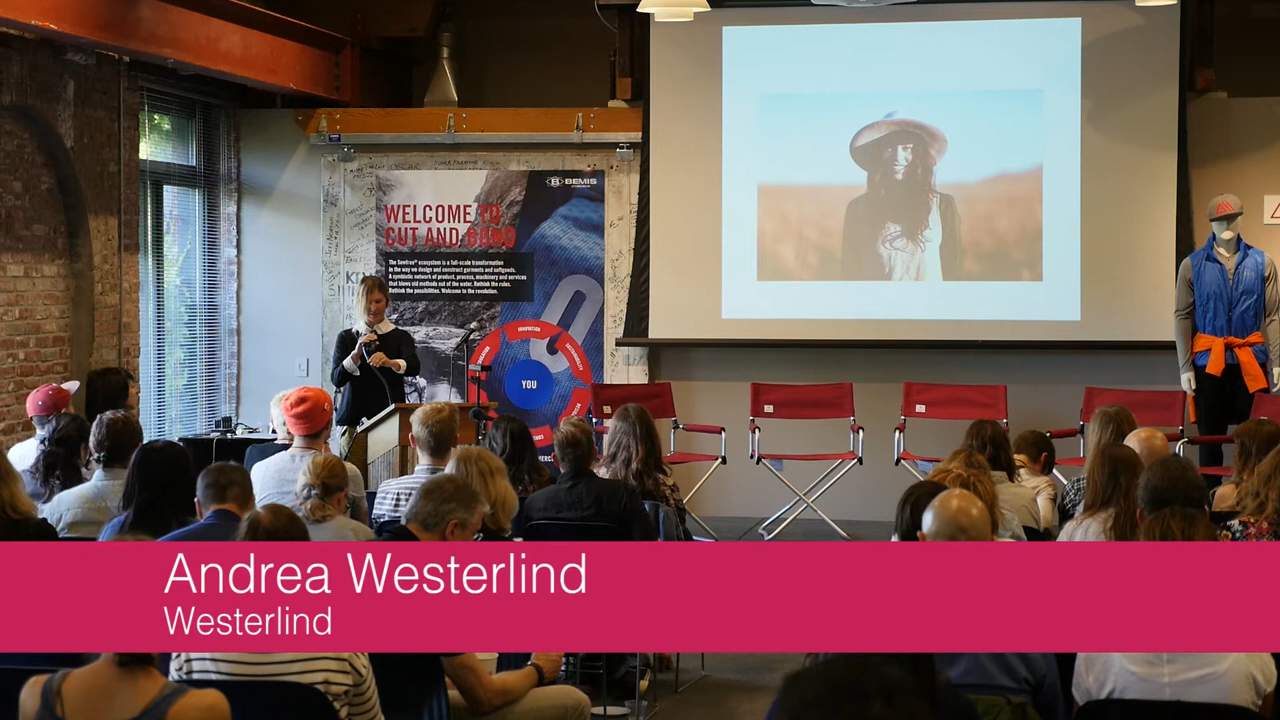 BEMIS
WELCOME TO
CUT AND BOND
The Sewfree® ecosystem is a full-scale transformation
in the way we design and construct garments and softgoods.
A symbiotic network of product, process, machinery and services
that blows old methods out of the water. Rethink the rules.
Rethink the possibilities. Welcome to the revolution.
INNOVATION
YOU
Andrea Westerlind
Westerlind